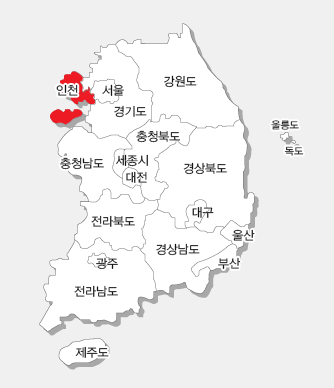 강원도
인천
서울
경기도
울릉도
독도
충청북도
충청남도
세종시
대전
경상북도
대구
전라북도
울산
경상남도
부산
광주
전라남도
제주도